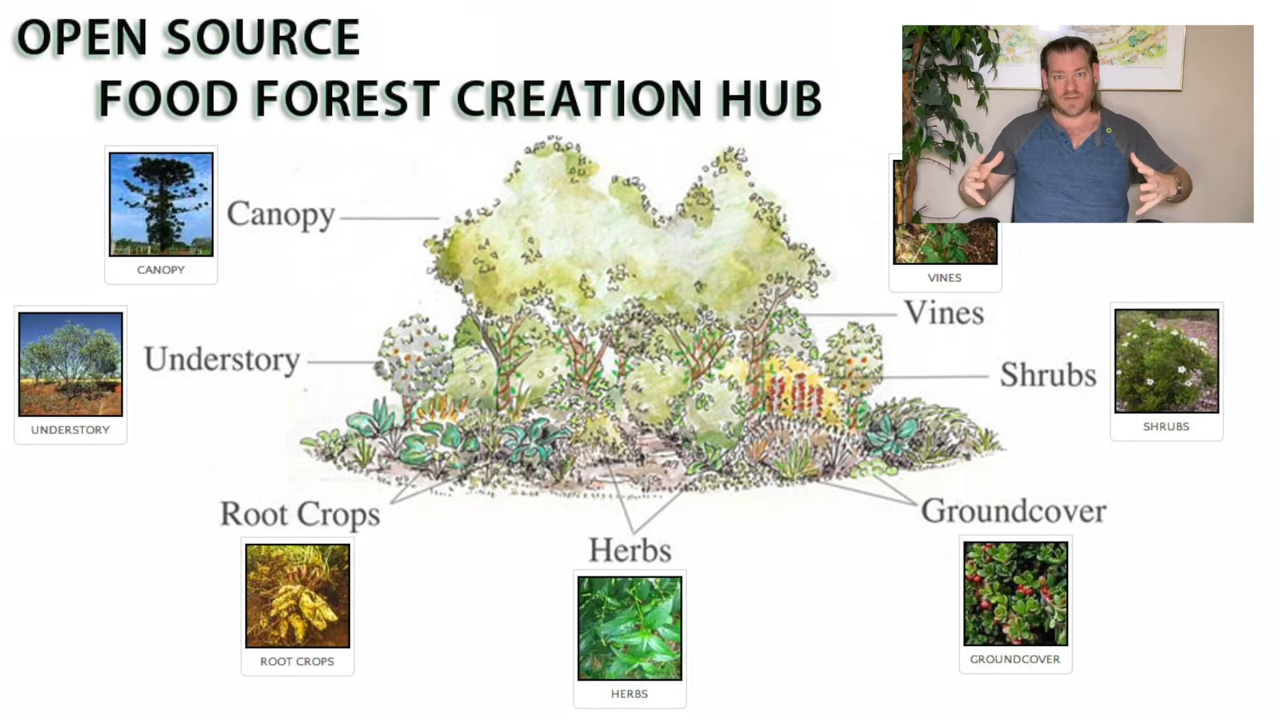 OPEN SOURCE
FOOD FOREST CREATION HUB
Canopy
CANOPY
VINES
Vines
Understory
UNDERSTORY
Shrubs
SHRUBS
Root Crops
ROOT CROPS
Herbs
HERBS
Groundcover
GROUNDCOVER